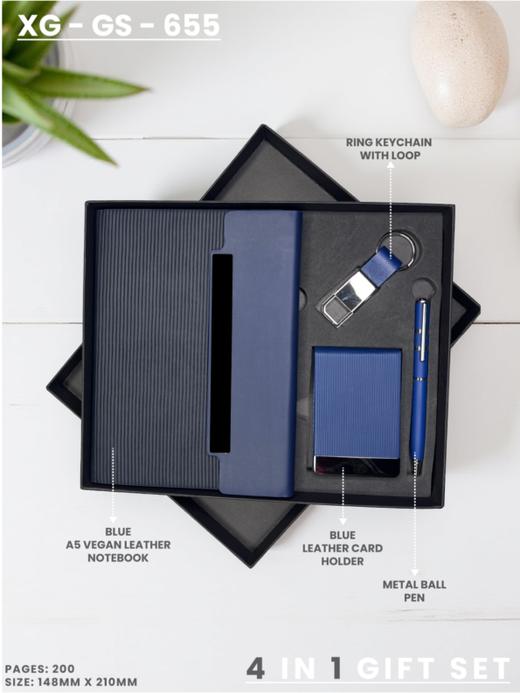 XG - GS - 655
RING KEYCHAIN
WITH LOOP
BLUE
A5 VEGAN LEATHER
NOTEBOOK
BLUE
LEATHER CARD
HOLDER
METAL BALL
PEN
PAGES: 200
SIZE: 148MM X 210MM
4 IN 1 GIFT SET